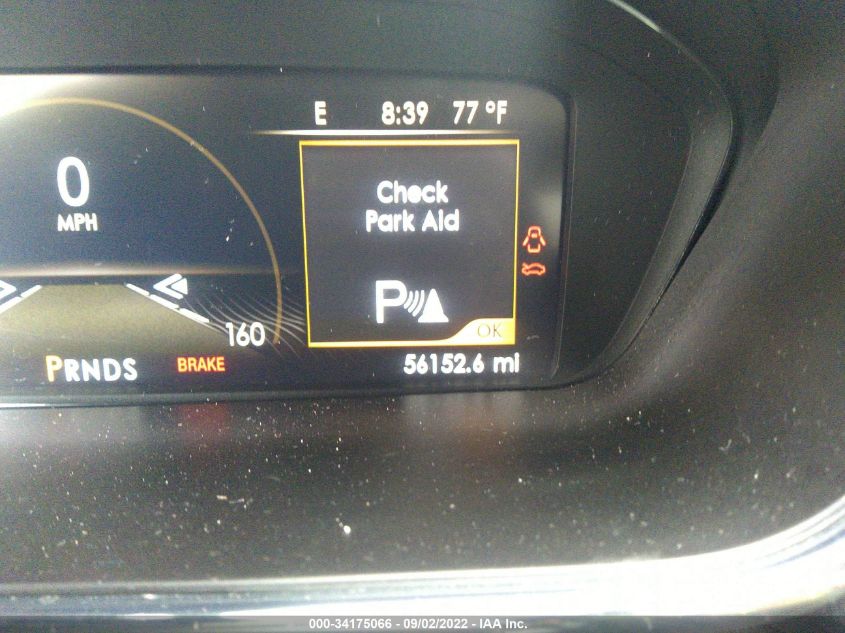 E 8:39 77 °F
0
MPH
Check
Park Aid
P
OK
160
PRNDS BRAKE 56152.6 mi
000-34175066 - 09/02/2022 - IAA Inc.